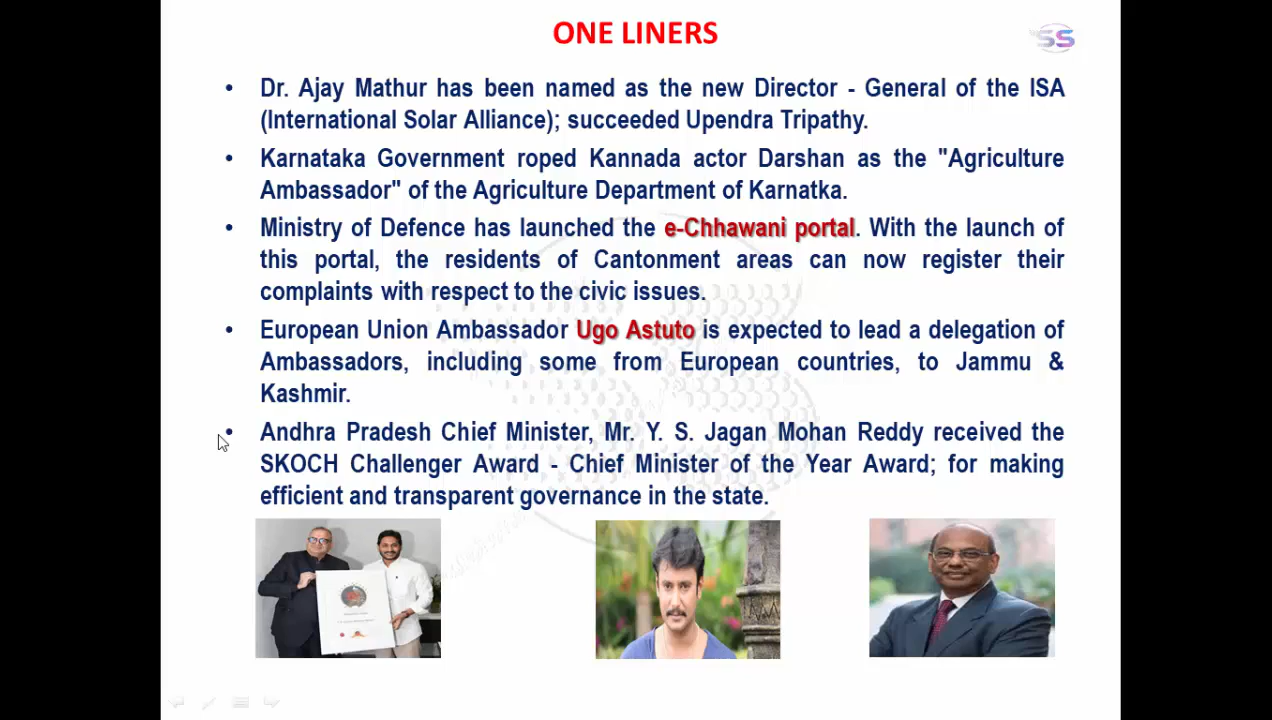 ONE LINERS
SS
• Dr. Ajay Mathur has been named as the new Director - General of the ISA
(International Solar Alliance); succeeded Upendra Tripathy.
• Karnataka Government roped Kannada actor Darshan as the "Agriculture
Ambassador" of the Agriculture Department of Karnatka.
• Ministry of Defence has launched the e-Chhawani portal. With the launch of
this portal, the residents of Cantonment areas can now register their
complaints with respect to the civic issues.
• European Union Ambassador Ugo Astuto is expected to lead a delegation of
Ambassadors, including some from European countries, to Jammu &
Kashmir.
• Andhra Pradesh Chief Minister, Mr. Y. S. Jagan Mohan Reddy received the
SKOCH Challenger Award - Chief Minister of the Year Award; for making
efficient and transparent governance in the state.